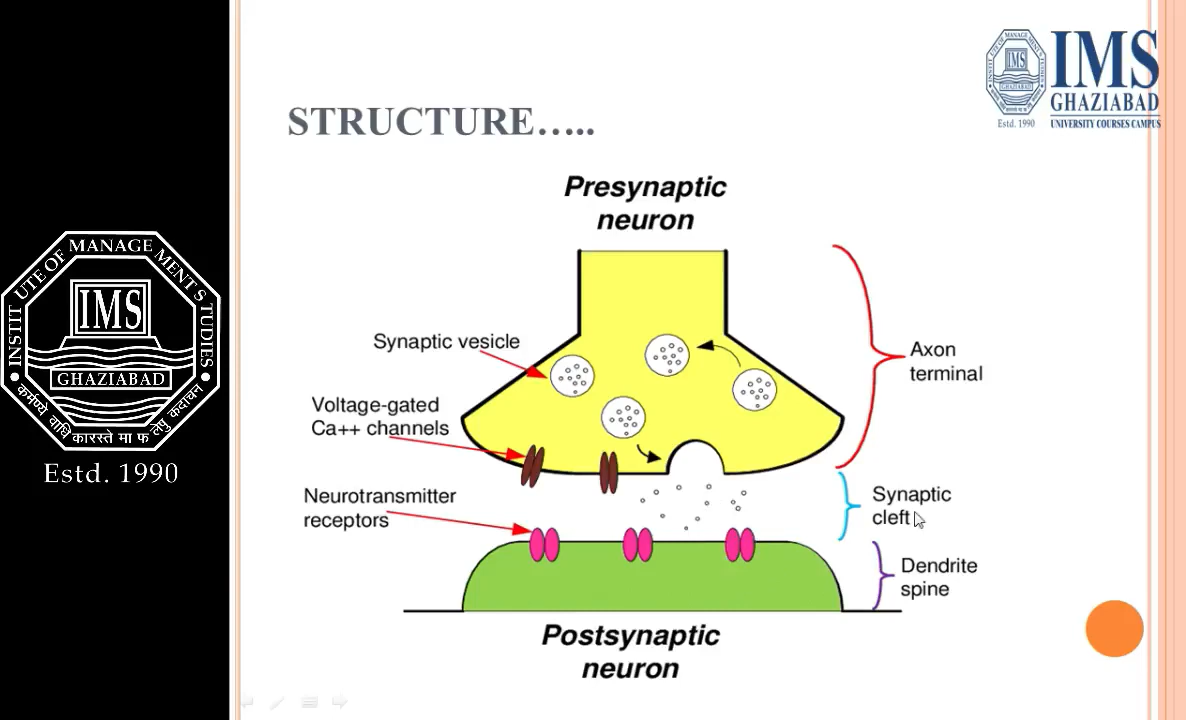 INSTITUTE OF MANAGEMENT STUDIES
IMS
GHAZIABAD
Estd. 1990
IMS
GHAZIABAD
Estd. 1990
UNIVERSITY COURSES CAMPUS
STRUCTURE…..
Presynaptic
neuron
Synaptic vesicle
Axon
terminal
Voltage-gated
Ca++ channels
Neurotransmitter
receptors
Synaptic
cleft
Dendrite
spine
Postsynaptic
neuron